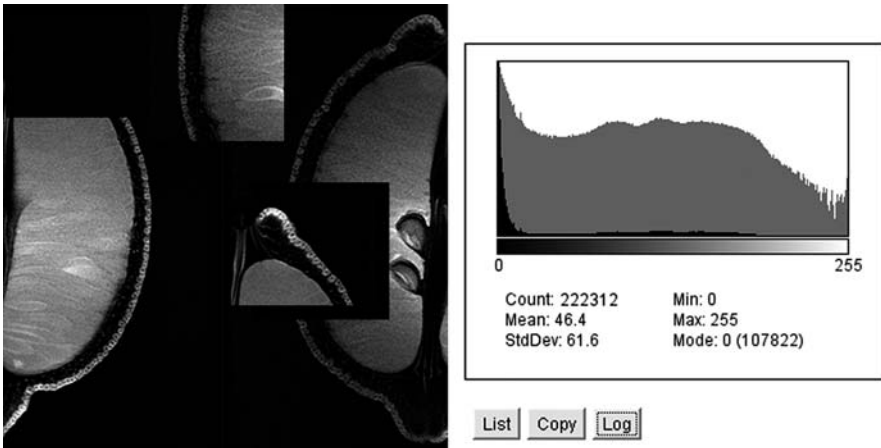 0 255
Count: 222312 Min: 0
Mean: 46.4 Max: 255
StdDev: 61.6 Mode: 0 (107822)
List Copy Log